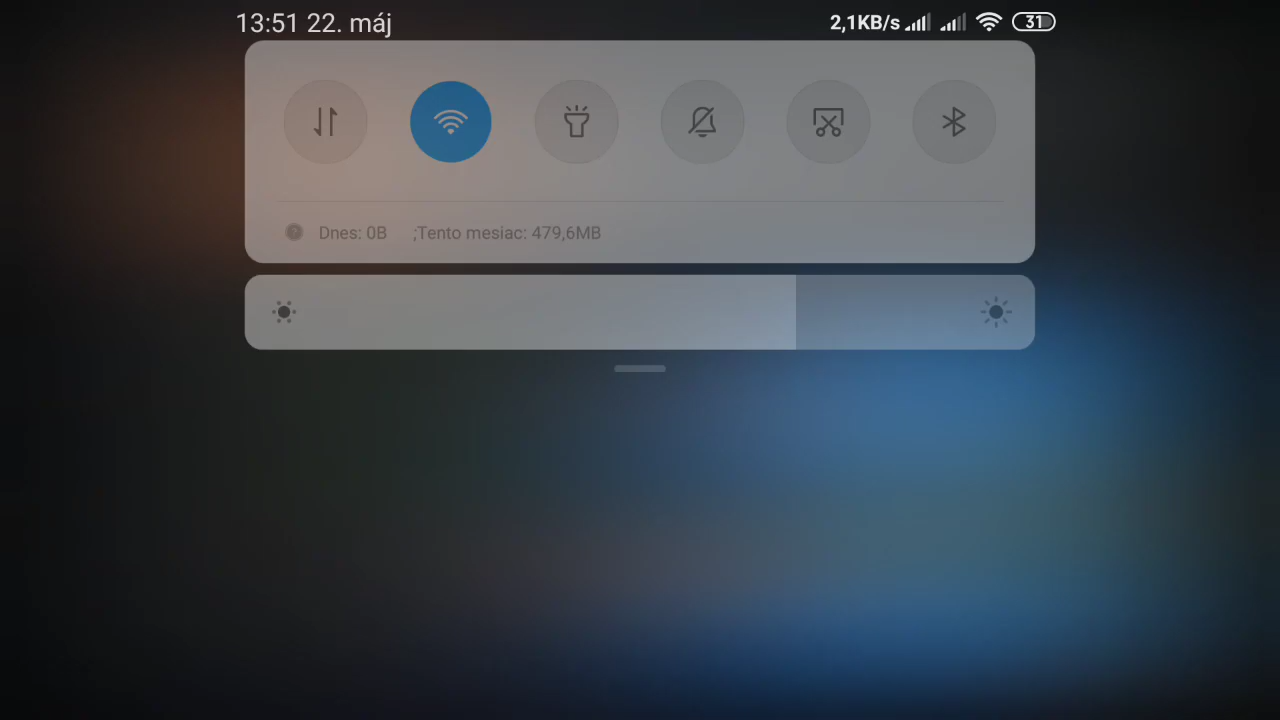 13:51 22. máj 2,1KB/s 31
Dnes: 0B ;Tento mesiac: 479,6MB